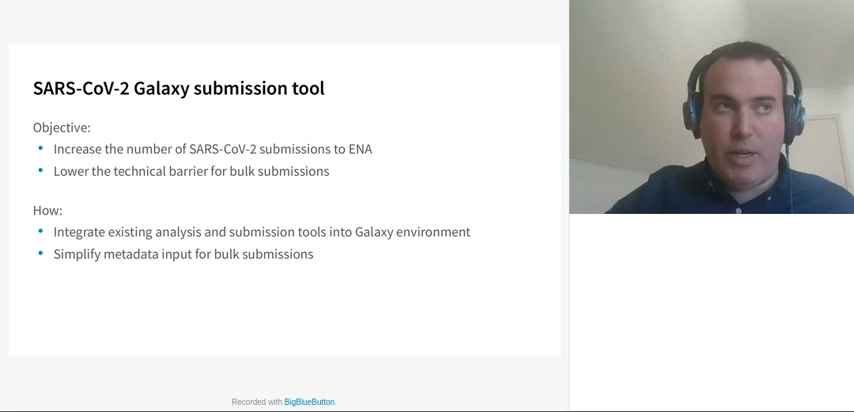 SARS-CoV-2 Galaxy submission tool
Objective:
• Increase the number of SARS-CoV-2 submissions to ENA
• Lower the technical barrier for bulk submissions
How:
• Integrate existing analysis and submission tools into Galaxy environment
• Simplify metadata input for bulk submissions
Recorded with BigBlueButton.